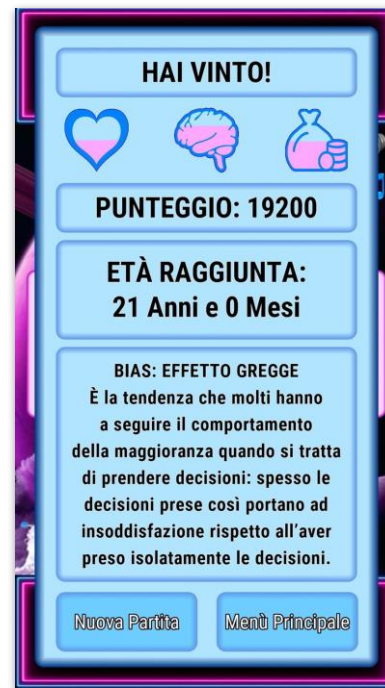 HAI VINTO!
PUNTEGGIO: 19200
ETÀ RAGGIUNTA:
21 Anni e 0 Mesi
BIAS: EFFETTO GREGGE
È la tendenza che molti hanno
a seguire il comportamento
della maggioranza quando si tratta
di prendere decisioni: spesso le
decisioni prese così portano ad
insoddisfazione rispetto all'aver
preso isolatamente le decisioni.
Nuova Partita
Menù Principale